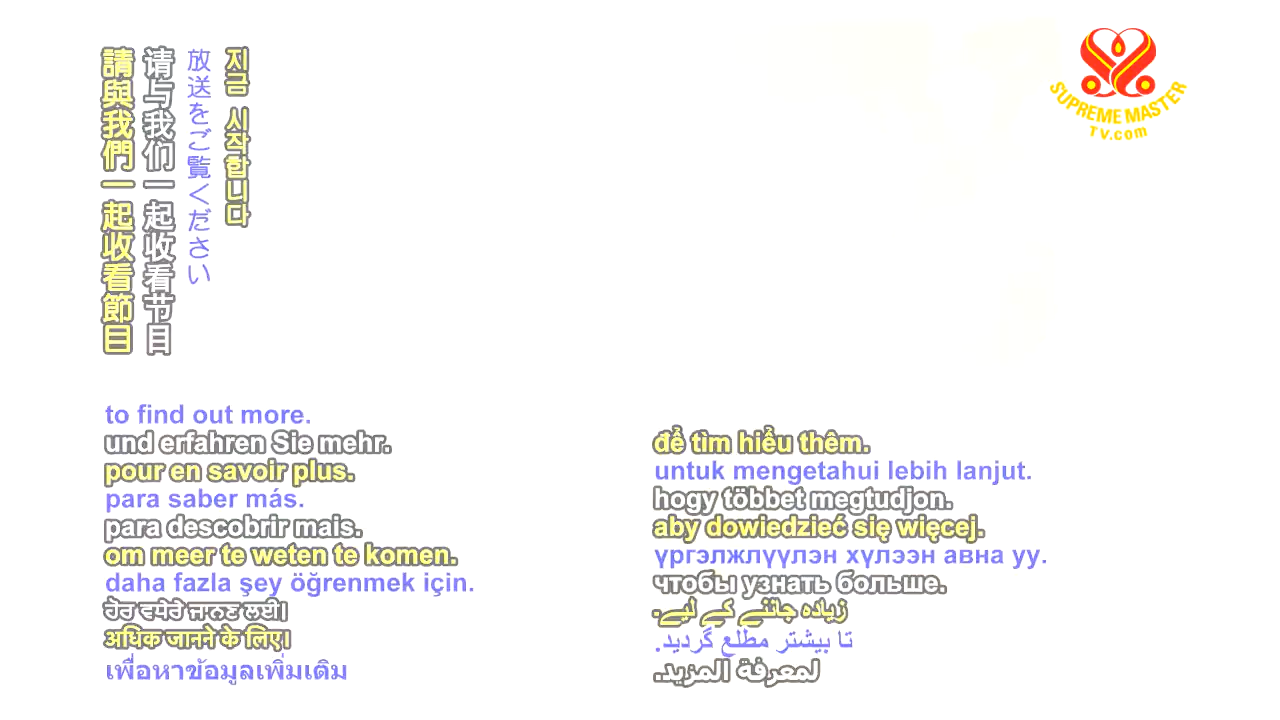 請與我們一起收看節目
请与我们一起收看节目
放送をご覧ください
지금 시작합니다
SUPREME MASTER
TV.com
to find out more.
und erfahren Sie mehr.
pour en savoir plus.
para saber más.
para descobrir mais.
om meer te weten te komen.
daha fazla şey öğrenmek için.
ਹੋਰ ਵਧੇਰੇ ਜਾਨਣ ਲਈ।
अधिक जानने के लिए।
เพื่อหาข้อมูลเพิ่มเติม
để tìm hiểu thêm.
untuk mengetahui lebih lanjut.
hogy többet megtudjon.
aby dowiedzieć się więcej.
үргэлжлүүлэн хүлээн авна уу.
чтобы узнать больше.
زیادہ جاننے کے لیے.
تا بیشتر مطلع گردید.
لمعرفة المزيد.